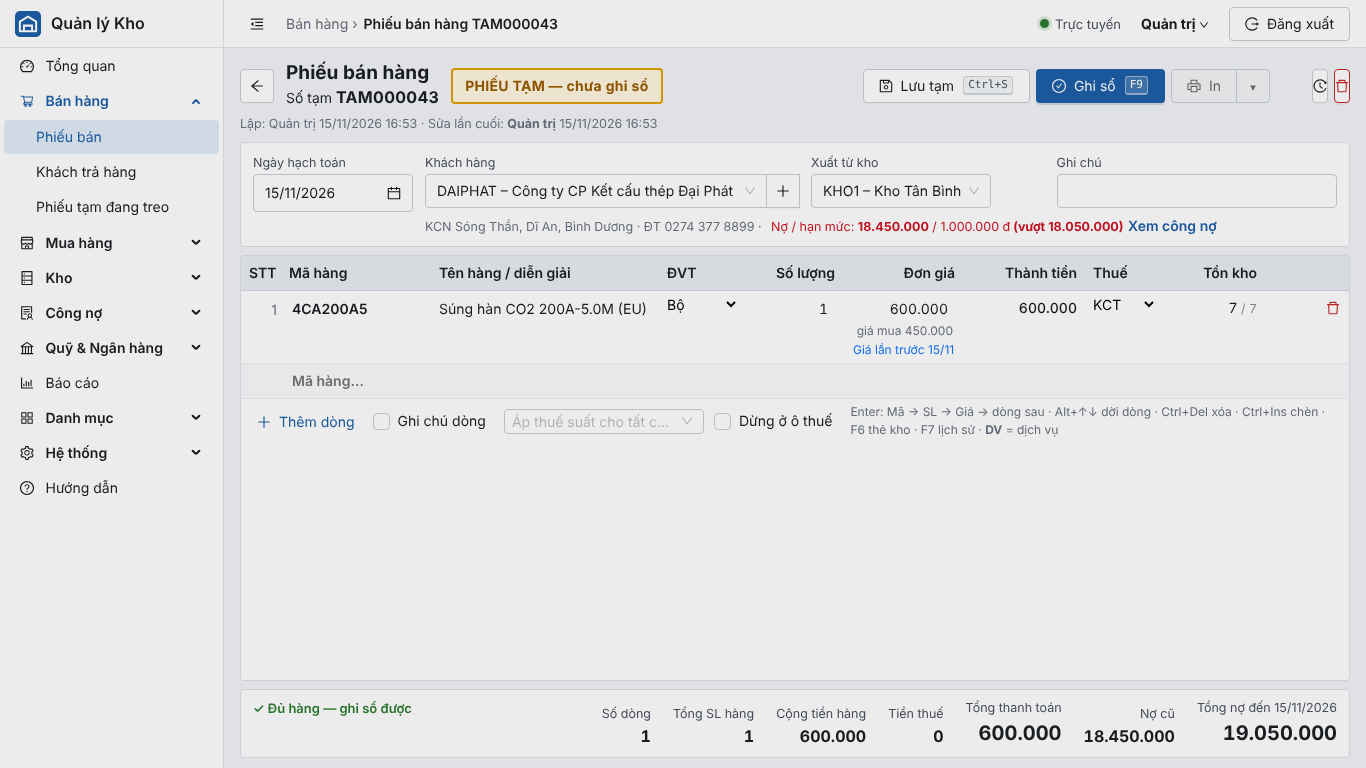 Quản lý Kho
Bán hàng › Phiếu bán hàng TAM000043
Trực tuyến
Quản trị
Đăng xuất
Tổng quan
Bán hàng
Phiếu bán
Khách trả hàng
Phiếu tạm đang treo
Mua hàng
Kho
Công nợ
Quỹ & Ngân hàng
Báo cáo
Danh mục
Hệ thống
Hướng dẫn
Phiếu bán hàng
Số tạm TAM000043
PHIẾU TẠM — chưa ghi sổ
Lưu tạm Ctrl+S
Ghi sổ F9
In
Lập: Quản trị 15/11/2026 16:53 · Sửa lần cuối: Quản trị 15/11/2026 16:53
Ngày hạch toán
Khách hàng
Xuất từ kho
Ghi chú
15/11/2026
DAIPHAT – Công ty CP Kết cấu thép Đại Phát
KHO1 – Kho Tân Bình
KCN Sóng Thần, Dĩ An, Bình Dương · ĐT 0274 377 8899 · Nợ / hạn mức: 18.450.000 / 1.000.000 đ (vượt 18.050.000) Xem công nợ
STT Mã hàng Tên hàng / diễn giải ĐVT Số lượng Đơn giá Thành tiền Thuế Tồn kho
1 4CA200A5 Súng hàn CO2 200A-5.0M (EU) Bộ 1 600.000 600.000 KCT 7 / 7
giá mua 450.000
Giá lần trước 15/11
Mã hàng...
Thêm dòng
Ghi chú dòng
Áp thuế suất cho tất c...
Dừng ở ô thuế
Enter: Mã → SL → Giá → dòng sau · Alt+↑↓ dời dòng · Ctrl+Del xóa · Ctrl+Ins chèn ·
F6 thẻ kho · F7 lịch sử · DV = dịch vụ
✓ Đủ hàng — ghi sổ được
Số dòng
1
Tổng SL hàng
1
Cộng tiền hàng
600.000
Tiền thuế
0
Tổng thanh toán
600.000
Nợ cũ
18.450.000
Tổng nợ đến 15/11/2026
19.050.000